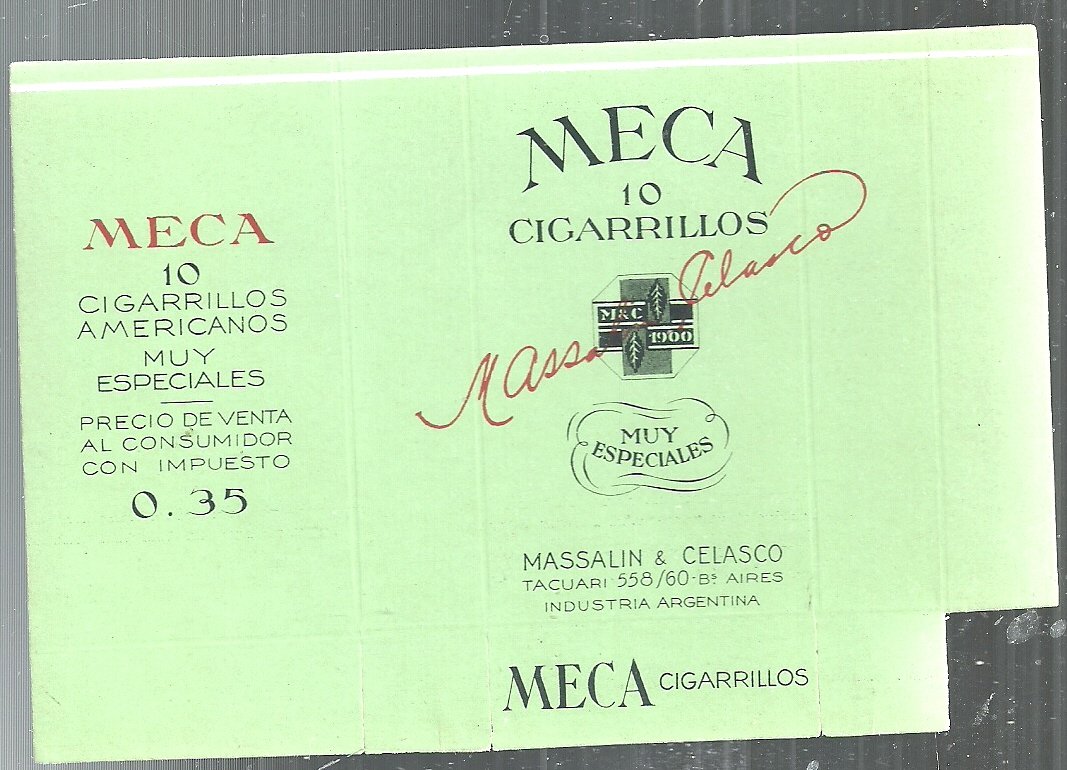 MECA
10
CIGARRILLOS
AMERICANOS
MUY
ESPECIALES
PRECIO DE VENTA
AL CONSUMIDOR
CON IMPUESTO
0.35
MECA
10
CIGARRILLOS
M&C
1900
Massalin & Celasco
MUY
ESPECIALES
MASSALIN & CELASCO
TACUARI 558/60-Bs AIRES
INDUSTRIA ARGENTINA
MECA CIGARRILLOS